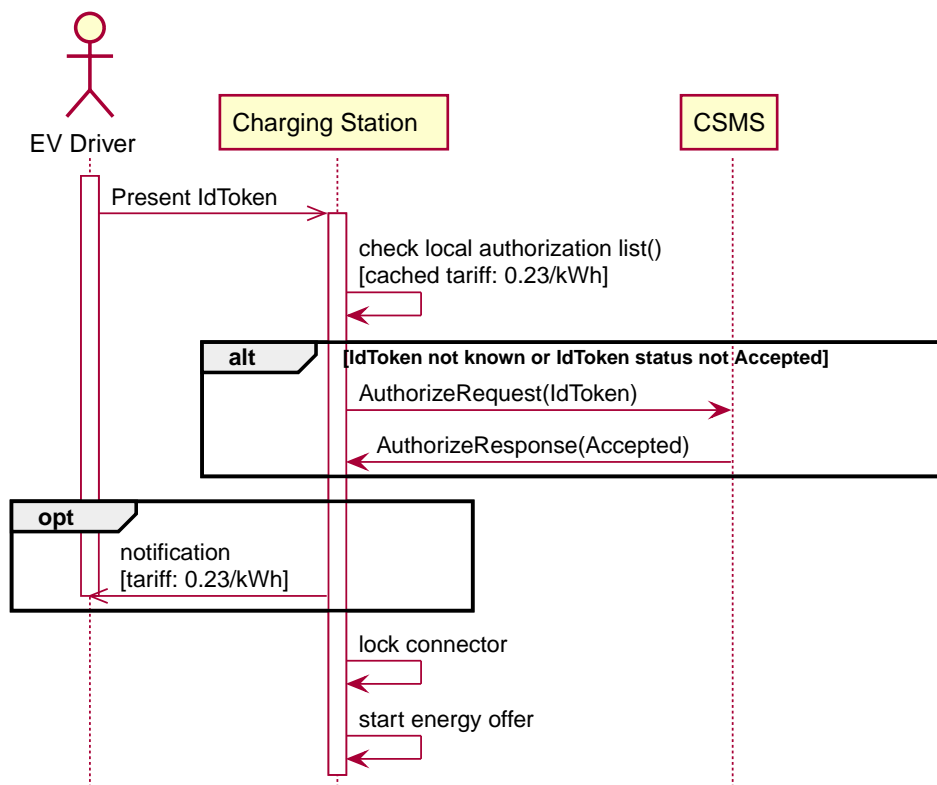 EV Driver
Charging Station
CSMS
Present IdToken
check local authorization list()
[cached tariff: 0.23/kWh]
alt
[IdToken not known or IdToken status not Accepted]
AuthorizeRequest(IdToken)
AuthorizeResponse(Accepted)
opt
notification
[tariff: 0.23/kWh]
lock connector
start energy offer